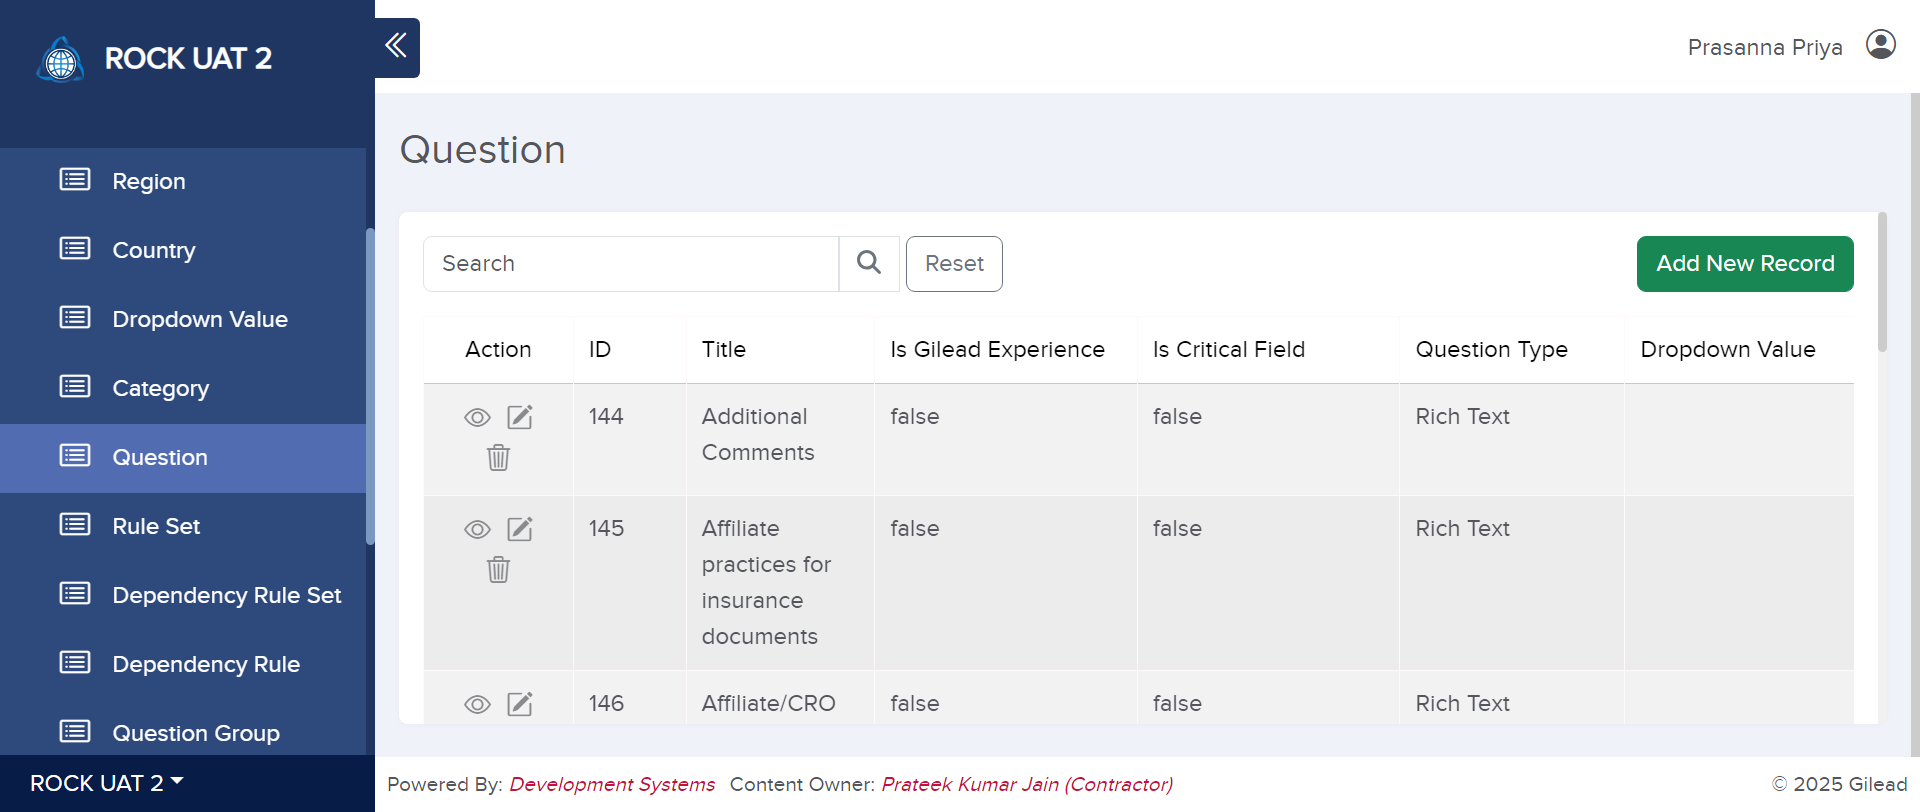 ROCK UAT 2
Prasanna Priya
Region
Country
Dropdown Value
Category
Question
Rule Set
Dependency Rule Set
Dependency Rule
Question Group
ROCK UAT 2
Question
Search
Reset
Add New Record
Action ID Title Is Gilead Experience Is Critical Field Question Type Dropdown Value
144 Additional false false Rich Text
Comments
145 Affiliate false false Rich Text
practices for
insurance
documents
146 Affiliate/CRO false false Rich Text
Powered By: Development Systems Content Owner: Prateek Kumar Jain (Contractor)
© 2025 Gilead